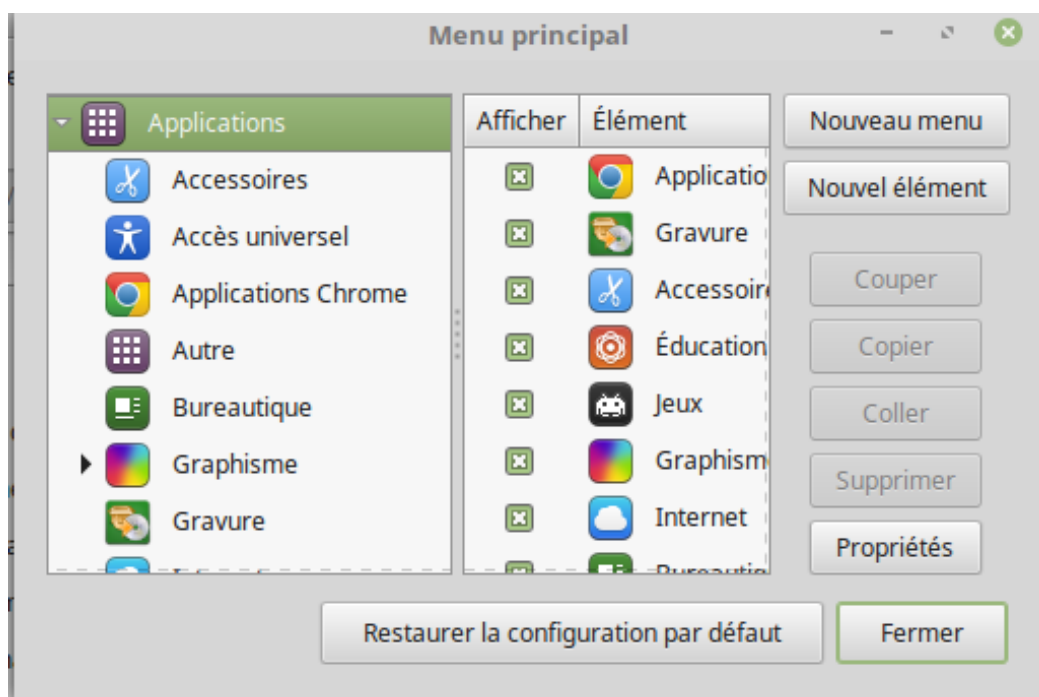 Menu principal
Applications
Accessoires
Accès universel
Applications Chrome
Autre
Bureautique
Graphisme
Gravure
Afficher Élément
Applicatio
Gravure
Accessoire
Éducation
Jeux
Graphism
Internet
Nouveau menu
Nouvel élément
Couper
Copier
Coller
Supprimer
Propriétés
Restaurer la configuration par défaut
Fermer